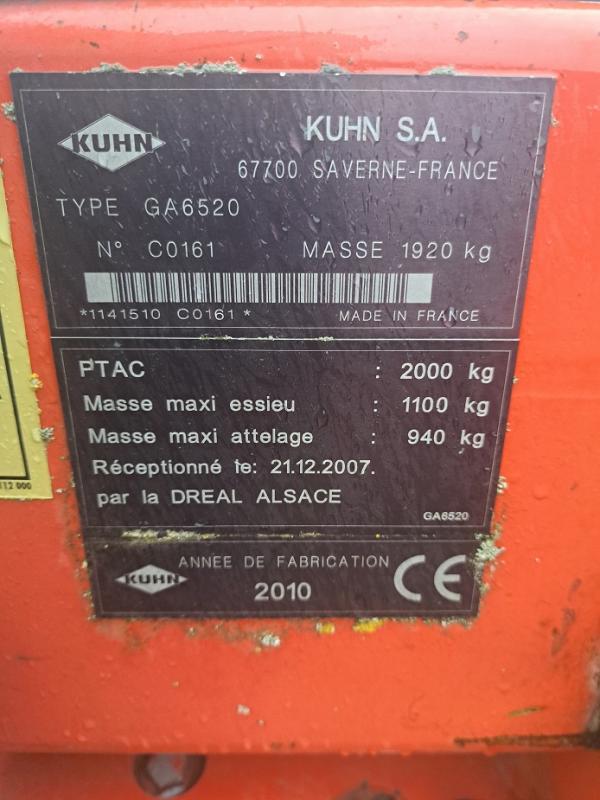 KUHN
KUHN S.A.
67700 SAVERNE-FRANCE
TYPE GA6520
N° C0161 MASSE 1920 kg
*1141510 C0161* MADE IN FRANCE
PTAC : 2000 kg
Masse maxi essieu : 1100 kg
Masse maxi attelage : 940 kg
Réceptionné le: 21.12.2007.
par la DREAL ALSACE
GA6520
112 000
KUHN
ANNEE DE FABRICATION
2010
CE